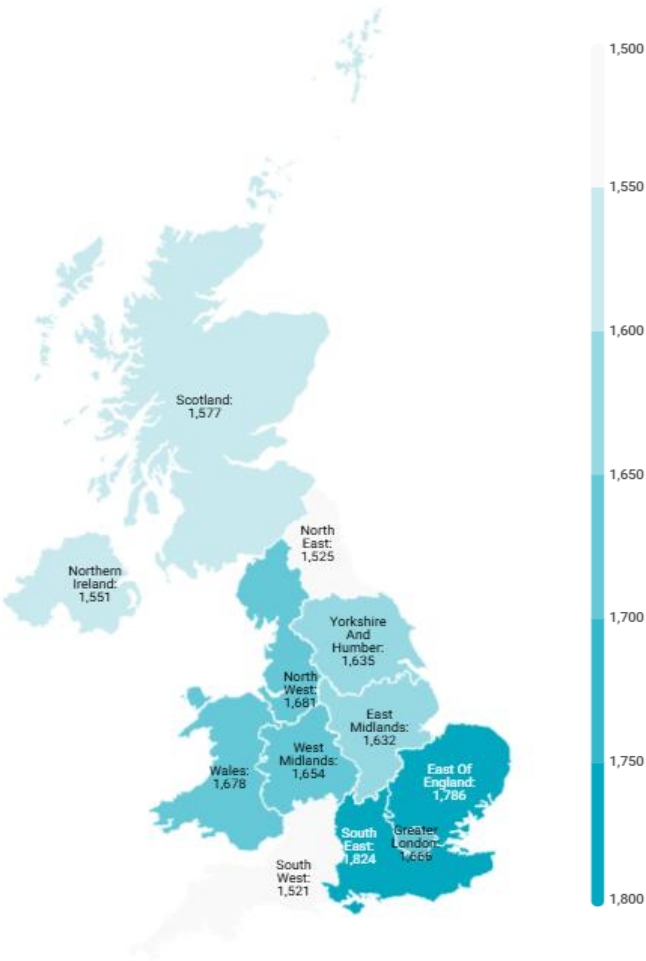 1,500
1,550
1,600
1,650
1,700
1,750
1,800
Scotland:
1,577
North
East:
1,525
Northern
Ireland:
1,551
Yorkshire
And
Humber:
1,635
North
West:
1,681
East
Midlands:
1,632
West
Midlands:
1,654
Wales:
1,678
East Of
England:
1,786
South
East:
1,824
Greater
London:
1,666
South
West:
1,521